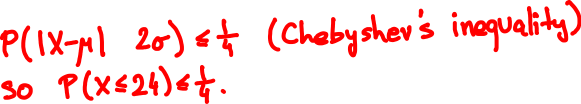 P(|X-μ| 2σ) ≤ 1/4 (Chebyshev's inequality)
so P(X≤24)≤1/4.